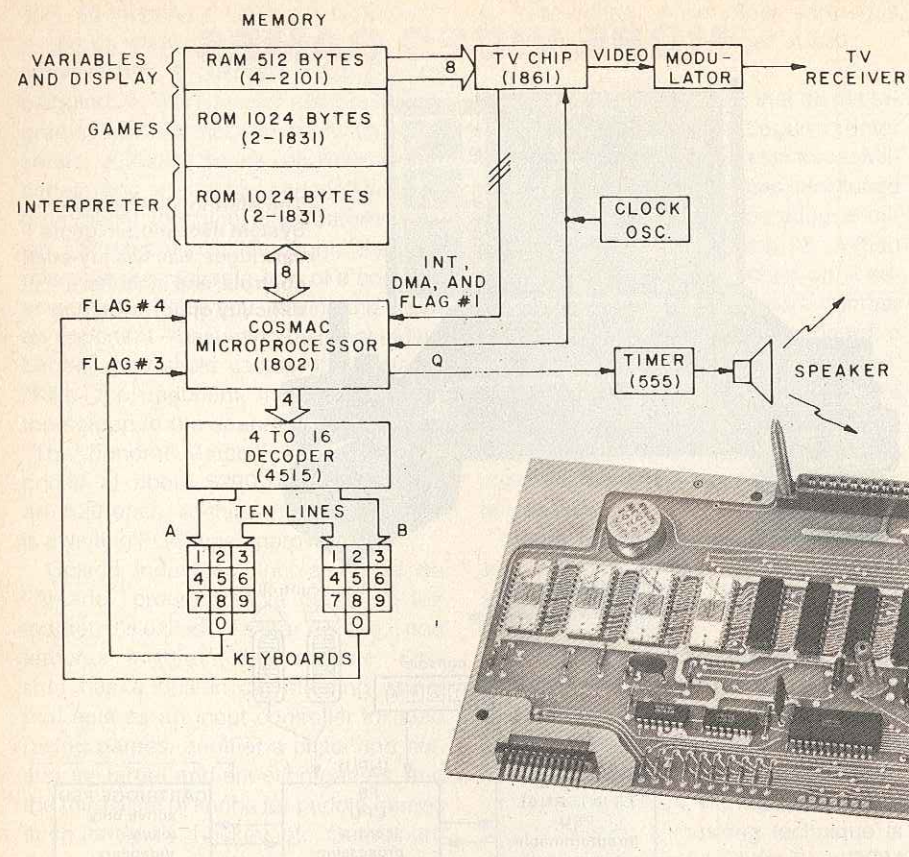 MEMORY
VARIABLES
AND DISPLAY
RAM 512 BYTES
(4-2101)
8
TV CHIP
(1861)
VIDEO
MODU-
LATOR
TV
RECEIVER
GAMES
ROM 1024 BYTES
(2-1831)
INTERPRETER
ROM 1024 BYTES
(2-1831)
CLOCK
OSC.
8
INT,
DMA, AND
FLAG #1
FLAG #4
COSMAC
MICROPROCESSOR
(1802)
FLAG #3
Q
TIMER
(555)
SPEAKER
4
4 TO 16
DECODER
(4515)
TEN LINES
A
B
1 2 3
4 5 6
7 8 9
0
1 2 3
4 5 6
7 8 9
0
KEYBOARDS